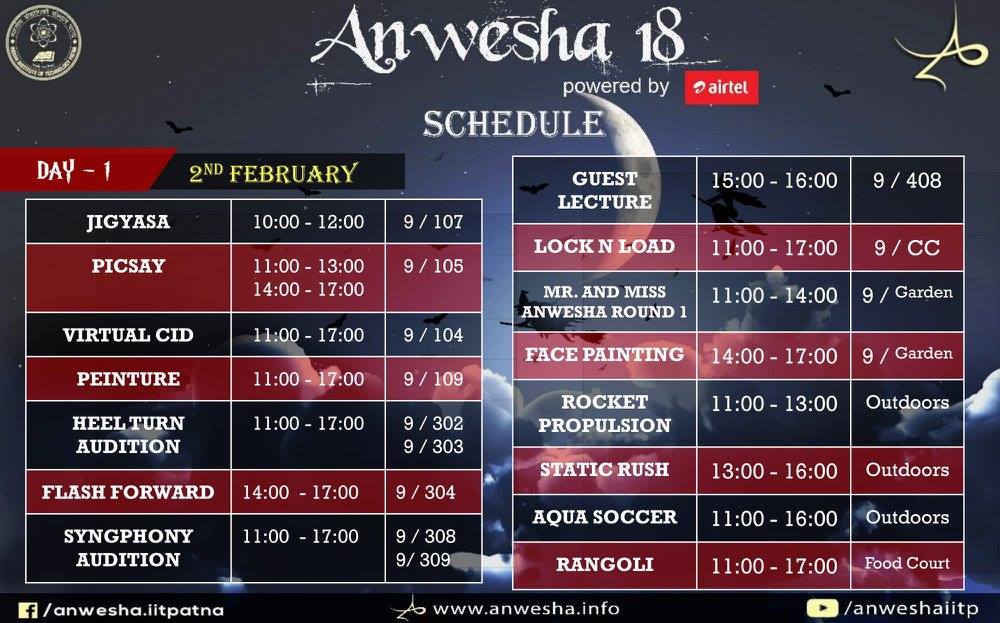 Anwesha 18
powered by airtel
SCHEDULE
DAY - 1
2ND FEBRUARY
JIGYASA 10:00 - 12:00 9 / 107
PICSAY 11:00 - 13:00 9 / 105
14:00 - 17:00
VIRTUAL CID 11:00 - 17:00 9 / 104
PEINTURE 11:00 - 17:00 9 / 109
HEEL TURN 11:00 - 17:00 9 / 302
AUDITION 9 / 303
FLASH FORWARD 14:00 - 17:00 9 / 304
SYNGPHONY 11:00 - 17:00 9 / 308
AUDITION 9/ 309
GUEST 15:00 - 16:00 9 / 408
LECTURE
LOCK N LOAD 11:00 - 17:00 9 / CC
MR. AND MISS 11:00 - 14:00 9 / Garden
ANWESHA ROUND 1
FACE PAINTING 14:00 - 17:00 9 / Garden
ROCKET 11:00 - 13:00 Outdoors
PROPULSION
STATIC RUSH 13:00 - 16:00 Outdoors
AQUA SOCCER 11:00 - 16:00 Outdoors
RANGOLI 11:00 - 17:00 Food Court
/anwesha.iitpatna
www.anwesha.info
/anweshaiitp